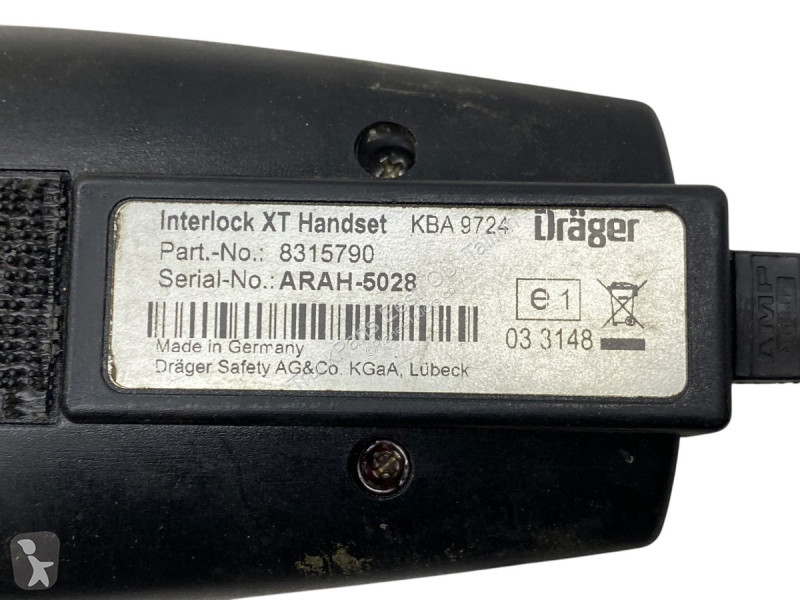 Interlock XT Handset KBA 9724 Dräger
Part.-No.: 8315790
Serial-No.: ARAH-5028
e1
03 3148
Made in Germany
Dräger Safety AG&Co. KGaA, Lübeck
AMP